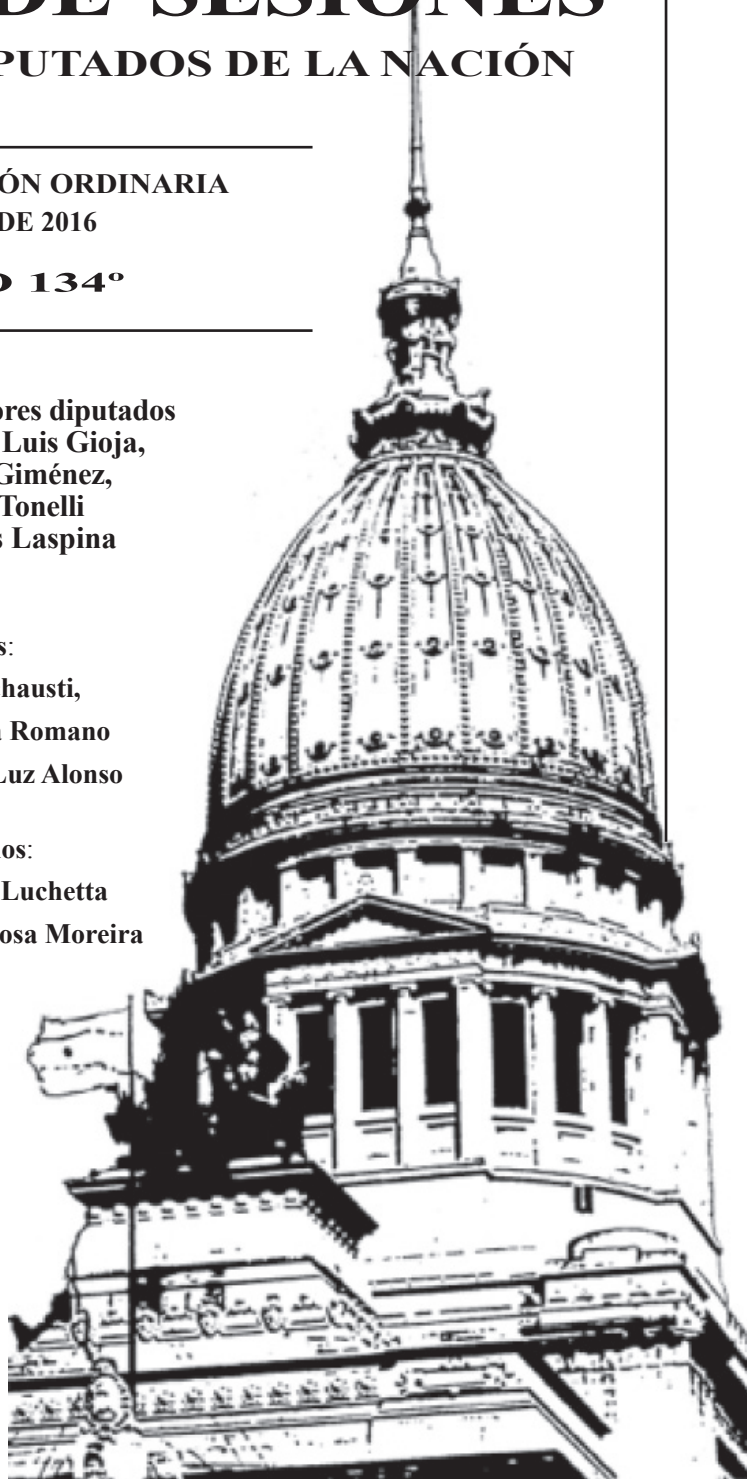 DE SESIONES
PUTADOS DE LA NACIÓN
ÓN ORDINARIA
DE 2016
O 134º
ores diputados
Luis Gioja,
Giménez,
Tonelli
s Laspina
s:
hausti,
a Romano
Luz Alonso
ios:
Luchetta
osa Moreira